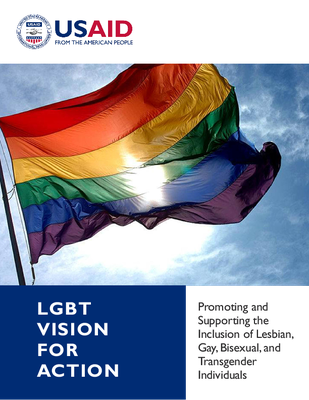 USAID
FROM THE AMERICAN PEOPLE
LGBT
VISION
FOR
ACTION
Promoting and
Supporting the
Inclusion of Lesbian,
Gay, Bisexual, and
Transgender
Individuals